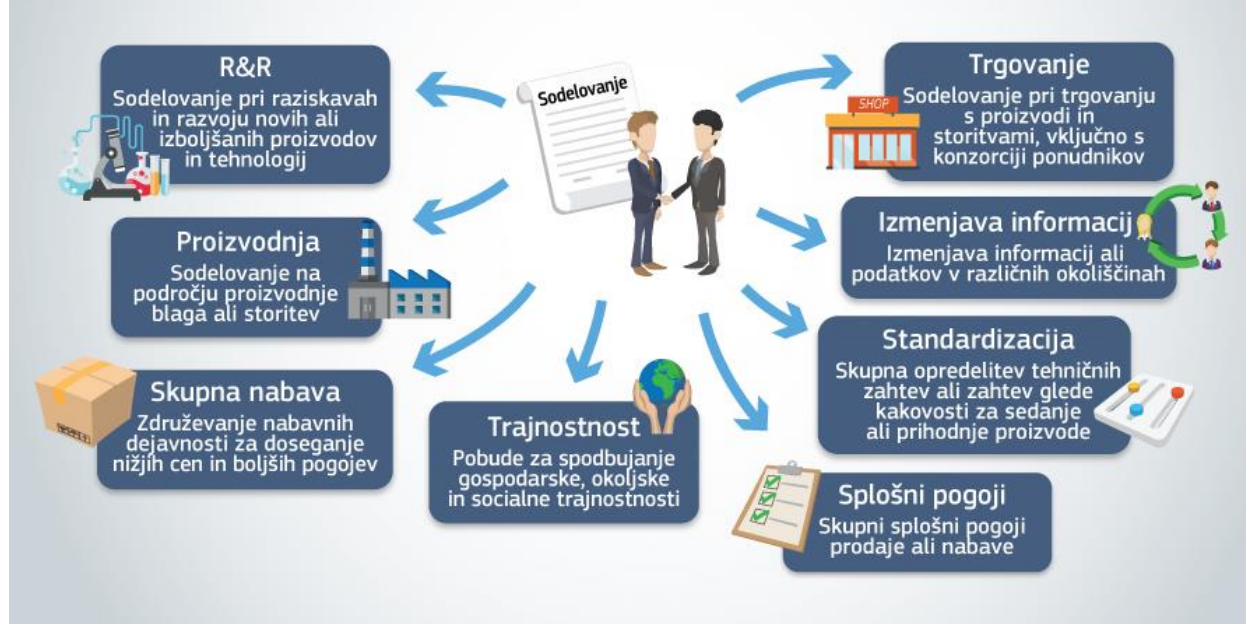 Sodelovanje
R&R
Sodelovanje pri raziskavah
in razvoju novih ali
izboljšanih proizvodov
in tehnologij
Proizvodnja
Sodelovanje na
področju proizvodnje
blaga ali storitev
Skupna nabava
Združevanje nabavnih
dejavnosti za doseganje
nižjih cen in boljših pogojev
Trajnostnost
Pobude za spodbujanje
gospodarske, okoljske
in socialne trajnostnosti
Splošni pogoji
Skupni splošni pogoji
prodaje ali nabave
Standardizacija
Skupna opredelitev tehničnih
zahtev ali zahtev glede
kakovosti za sedanje
ali prihodnje proizvode
Izmenjava informacij
Izmenjava informacij ali
podatkov v različnih okoliščinah
Trgovanje
SHOP
Sodelovanje pri trgovanju
s proizvodi in
storitvami, vključno s
konzorciji ponudnikov